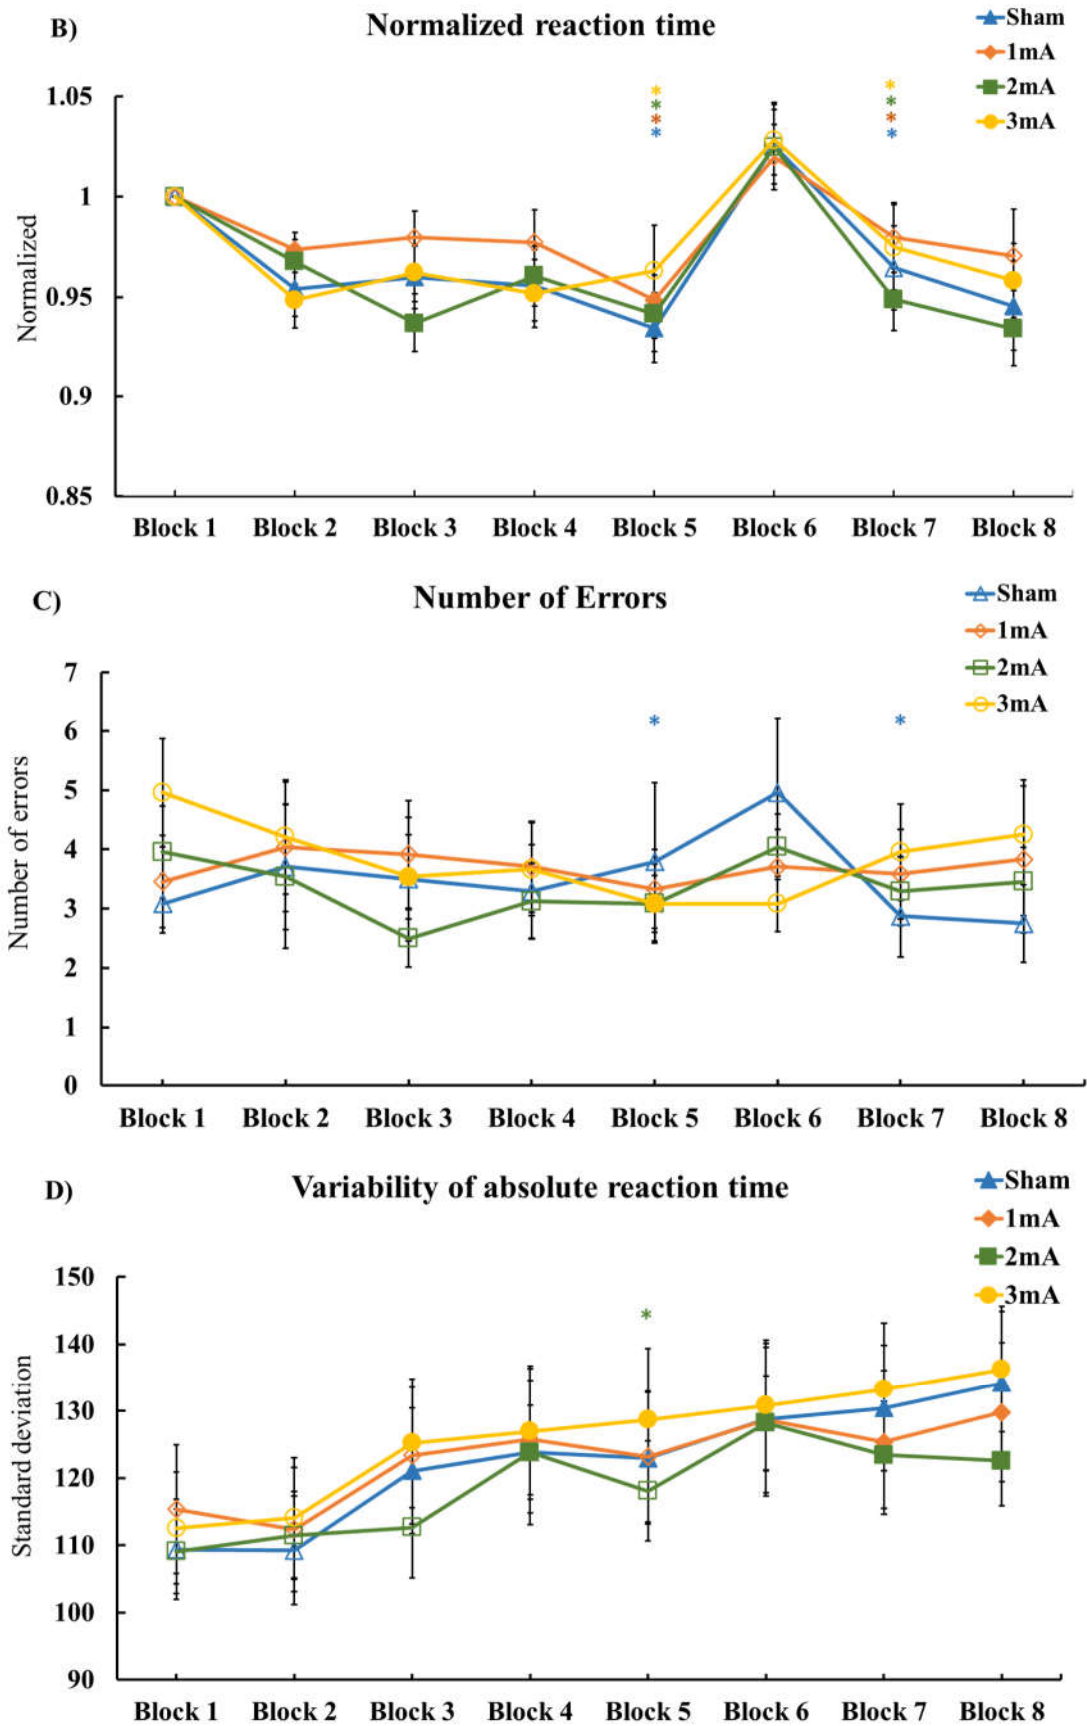 B)
Normalized reaction time
Sham
1mA
2mA
3mA
Normalized
1.05
1
0.95
0.9
0.85
* * * *
* * * *
Block 1 Block 2 Block 3 Block 4 Block 5 Block 6 Block 7 Block 8
C)
Number of Errors
Sham
1mA
2mA
3mA
Number of errors
7
6
5
4
3
2
1
0
* *
Block 1 Block 2 Block 3 Block 4 Block 5 Block 6 Block 7 Block 8
D)
Variability of absolute reaction time
Sham
1mA
2mA
3mA
Standard deviation
150
140
130
120
110
100
90
*
Block 1 Block 2 Block 3 Block 4 Block 5 Block 6 Block 7 Block 8